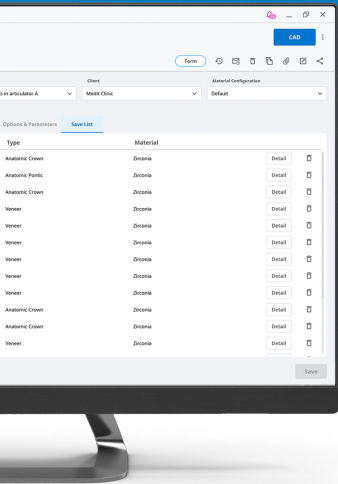 CAD
Form
Client
Material Configuration
s in articulator A
Medit Clinic
Default
Options & Parameters
Save List
Type
Material
Anatomic Crown
Zirconia
Detail
Anatomic Pontic
Zirconia
Detail
Anatomic Crown
Zirconia
Detail
Veneer
Zirconia
Detail
Veneer
Zirconia
Detail
Veneer
Zirconia
Detail
Veneer
Zirconia
Detail
Veneer
Zirconia
Detail
Veneer
Zirconia
Detail
Anatomic Crown
Zirconia
Detail
Anatomic Crown
Zirconia
Detail
Veneer
Zirconia
Detail
Save